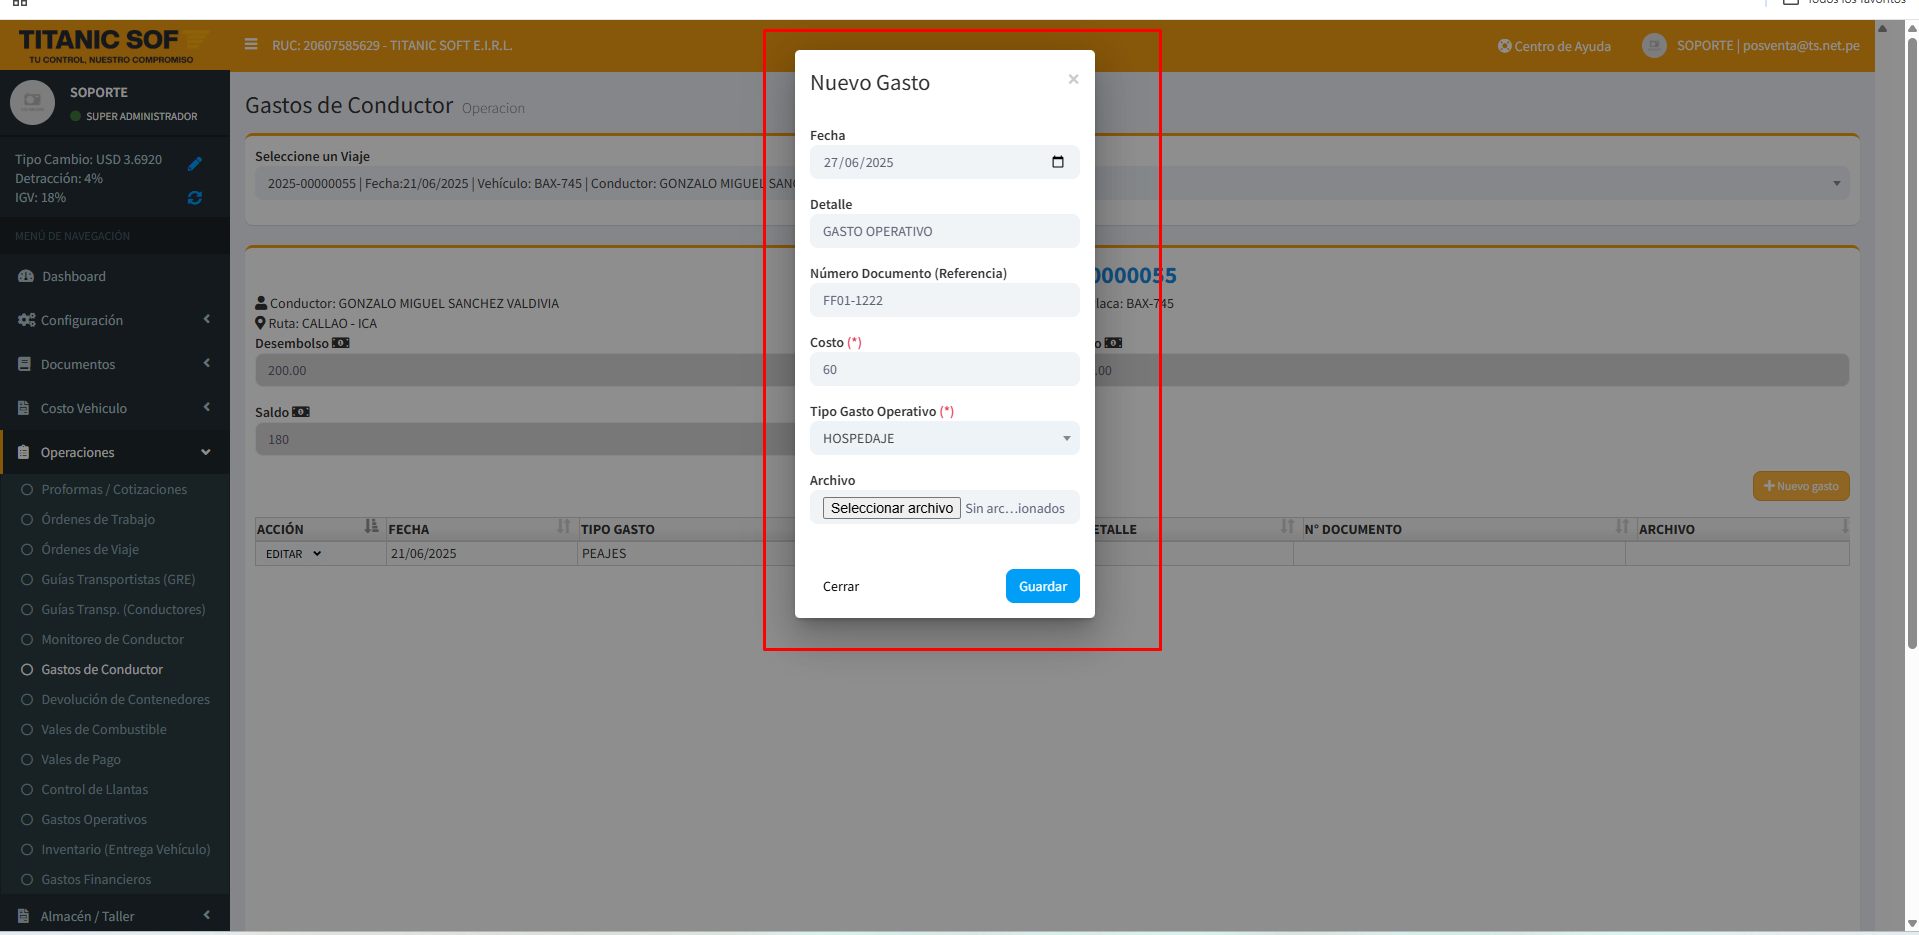 Todos los favoritos
TITANIC SOF
TU CONTROL, NUESTRO COMPROMISO
RUC: 20607585629 - TITANIC SOFT E.I.R.L.
Centro de Ayuda
SOPORTE | posventa@ts.net.pe
SOPORTE
SUPER ADMINISTRADOR
Tipo Cambio: USD 3.6920
Detracción: 4%
IGV: 18%
MENÚ DE NAVEGACIÓN
Dashboard
Configuración
Documentos
Costo Vehiculo
Operaciones
Proformas / Cotizaciones
Órdenes de Trabajo
Órdenes de Viaje
Guías Transportistas (GRE)
Guías Transp. (Conductores)
Monitoreo de Conductor
Gastos de Conductor
Devolución de Contenedores
Vales de Combustible
Vales de Pago
Control de Llantas
Gastos Operativos
Inventario (Entrega Vehículo)
Gastos Financieros
Almacén / Taller
Gastos de Conductor Operacion
Seleccione un Viaje
2025-00000055 | Fecha:21/06/2025 | Vehículo: BAX-745 | Conductor: GONZALO MIGUEL SANC
0000055
Conductor: GONZALO MIGUEL SANCHEZ VALDIVIA
laca: BAX-745
Ruta: CALLAO - ICA
Desembolso
o
200.00
.00
Saldo
180
Nuevo gasto
ACCIÓN FECHA TIPO GASTO ETALLE N° DOCUMENTO ARCHIVO
EDITAR 21/06/2025 PEAJES
Nuevo Gasto
×
Fecha
27/06/2025
Detalle
GASTO OPERATIVO
Número Documento (Referencia)
FF01-1222
Costo (*)
60
Tipo Gasto Operativo (*)
HOSPEDAJE
Archivo
Seleccionar archivo Sin arc…ionados
Cerrar
Guardar